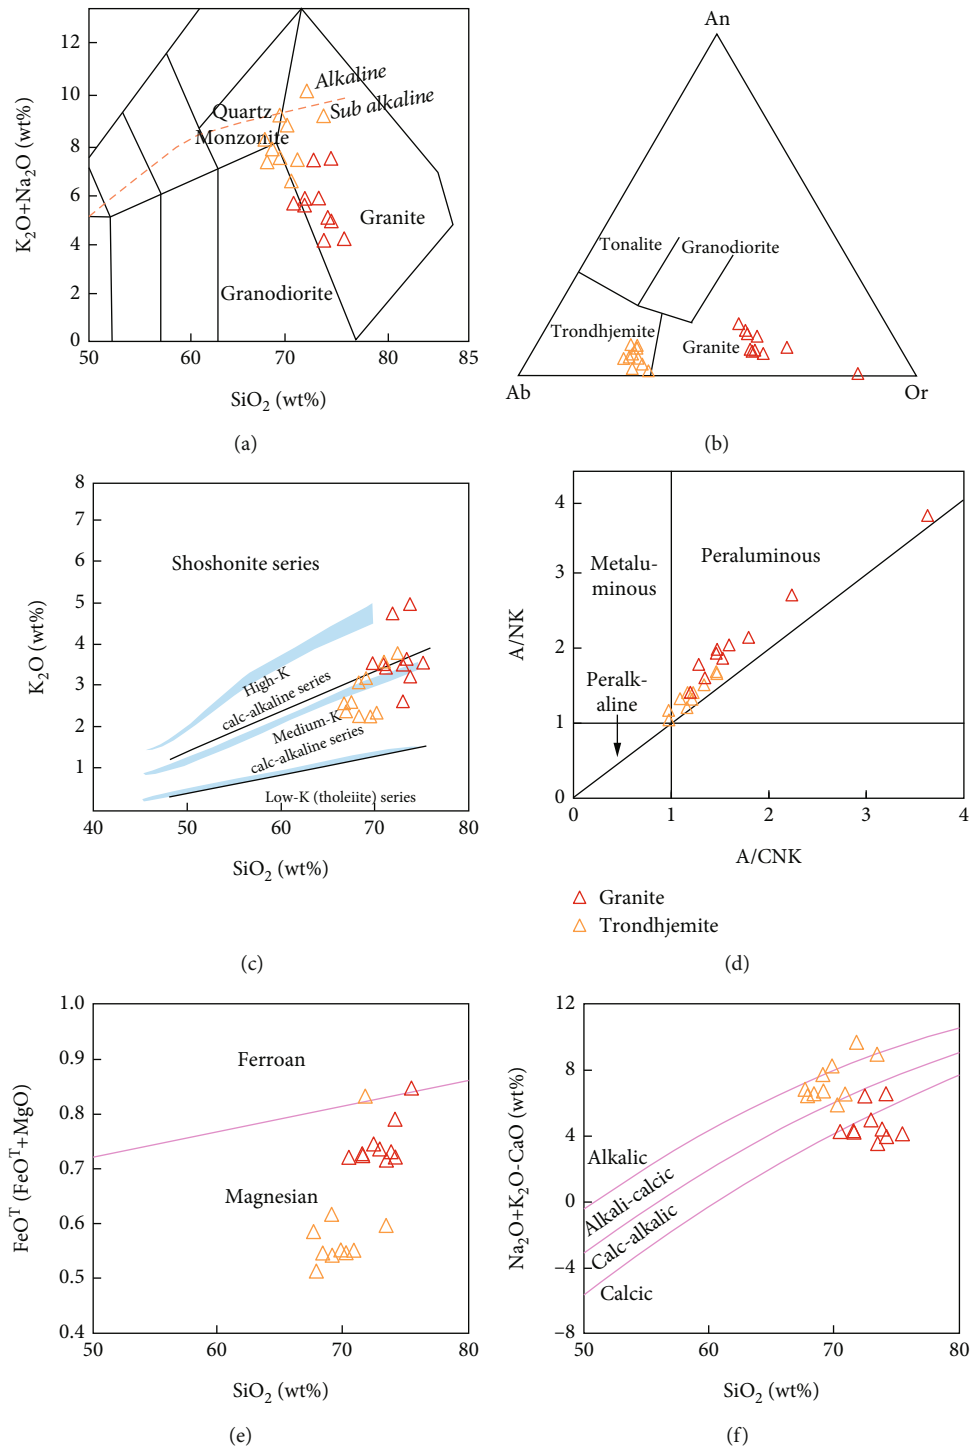 12
10
8
6
4
2
0
50
60
70
80
85
K2O+Na2O (wt%)
SiO2 (wt%)
Alkaline
Sub alkaline
Quartz
Monzonite
Granite
Granodiorite
(a)
An
Tonalite
Granodiorite
Trondhjemite
Granite
Ab
Or
(b)
8
7
6
5
4
3
2
1
40
50
60
70
80
K2O (wt%)
SiO2 (wt%)
Shoshonite series
High-K
calc-alkaline series
Medium-K
calc-alkaline series
Low-K (tholeiite) series
(c)
4
3
2
1
0
0
1
2
3
4
A/NK
A/CNK
Metalu-
minous
Peraluminous
Peralk-
aline
Granite
Trondhjemite
(d)
1.0
0.9
0.8
0.7
0.6
0.5
0.4
50
60
70
80
FeOT (FeOT+MgO)
SiO2 (wt%)
Ferroan
Magnesian
(e)
12
8
4
0
–4
–8
50
60
70
80
Na2O+K2O-CaO (wt%)
SiO2 (wt%)
Alkalic
Alkali-calcic
Calc-alkalic
Calcic
(f)